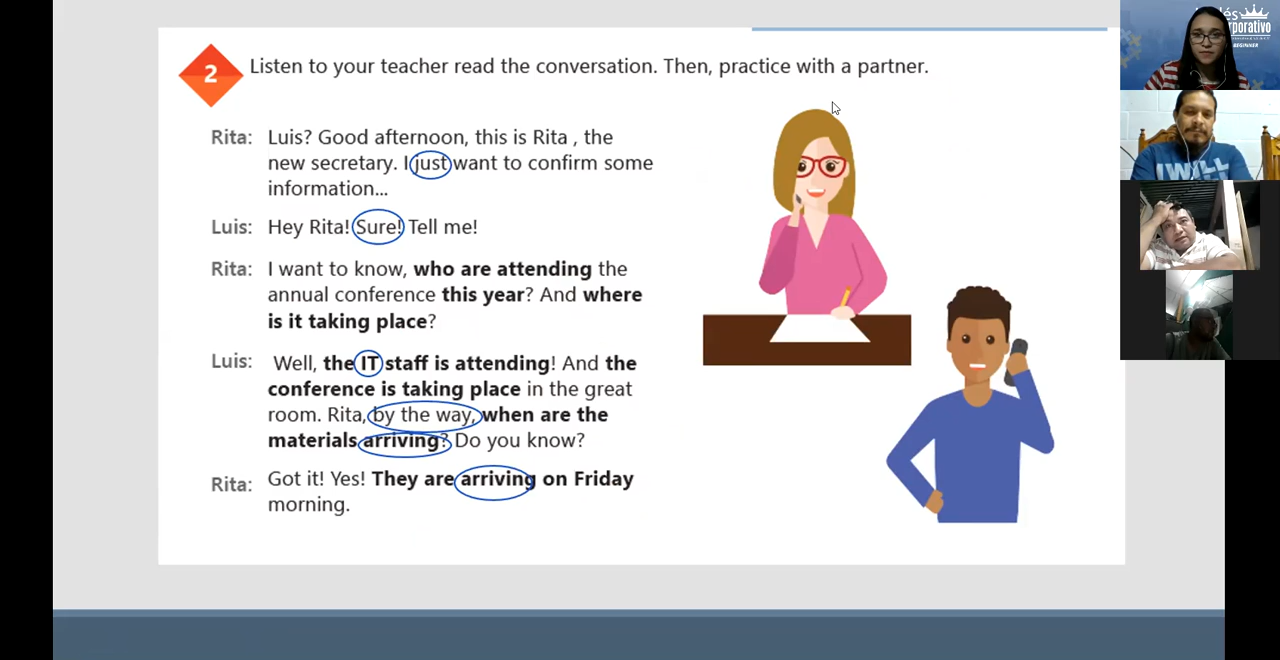 2
Listen to your teacher read the conversation. Then, practice with a partner.
Rita: Luis? Good afternoon, this is Rita , the
new secretary. I just want to confirm some
information...
Luis: Hey Rita! Sure! Tell me!
Rita: I want to know, who are attending the
annual conference this year? And where
is it taking place?
Luis: Well, the IT staff is attending! And the
conference is taking place in the great
room. Rita, by the way, when are the
materials arriving? Do you know?
Rita: Got it! Yes! They are arriving on Friday
morning.
BEGINNER
I WILL